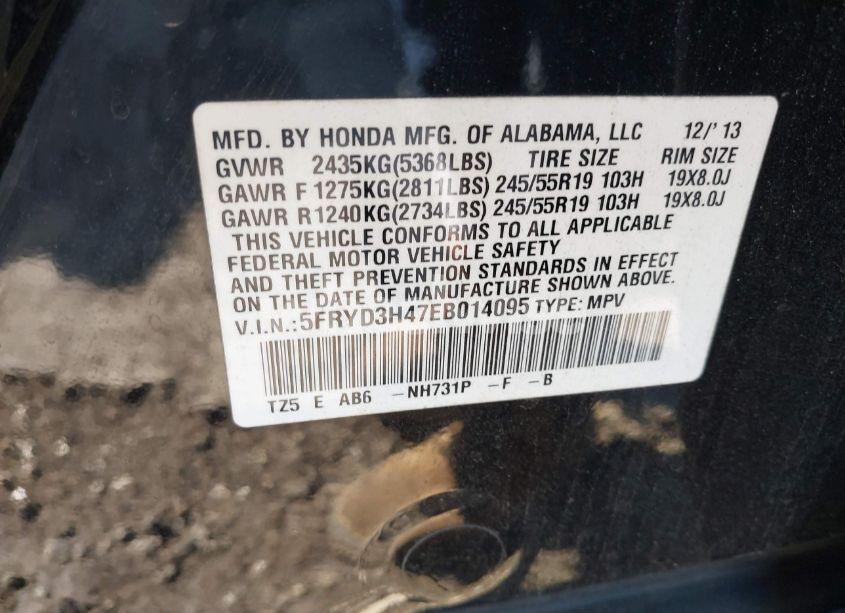 MFD. BY HONDA MFG. OF ALABAMA, LLC 12/' 13
GVWR 2435KG(5368LBS) TIRE SIZE RIM SIZE
GAWR F 1275KG(2811LBS) 245/55R19 103H 19X8.0J
GAWR R1240KG(2734LBS) 245/55R19 103H 19X8.0J
THIS VEHICLE CONFORMS TO ALL APPLICABLE
FEDERAL MOTOR VEHICLE SAFETY
AND THEFT PREVENTION STANDARDS IN EFFECT
ON THE DATE OF MANUFACTURE SHOWN ABOVE.
V.I.N.:5FRYD3H47EB014095 TYPE: MPV
TZ5 E AB6 -NH731P -F -B